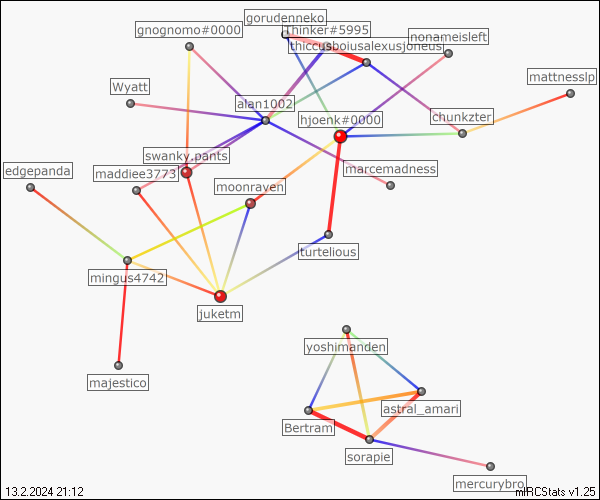 gorudenneko
gnognomo#0000
Thinker#5995
nonameisleft
thiccusboiusalexusjoneus
mattnesslp
Wyatt
alan1002
hjoenk#0000
chunkzter
swanky.pants
edgepanda
maddiee3773
marcemadness
moonraven
turtelious
mingus4742
juketm
yoshimanden
majestico
astral_amari
Bertram
sorapie
mercurybro
13.2.2024 21:12
mIRCStats v1.25